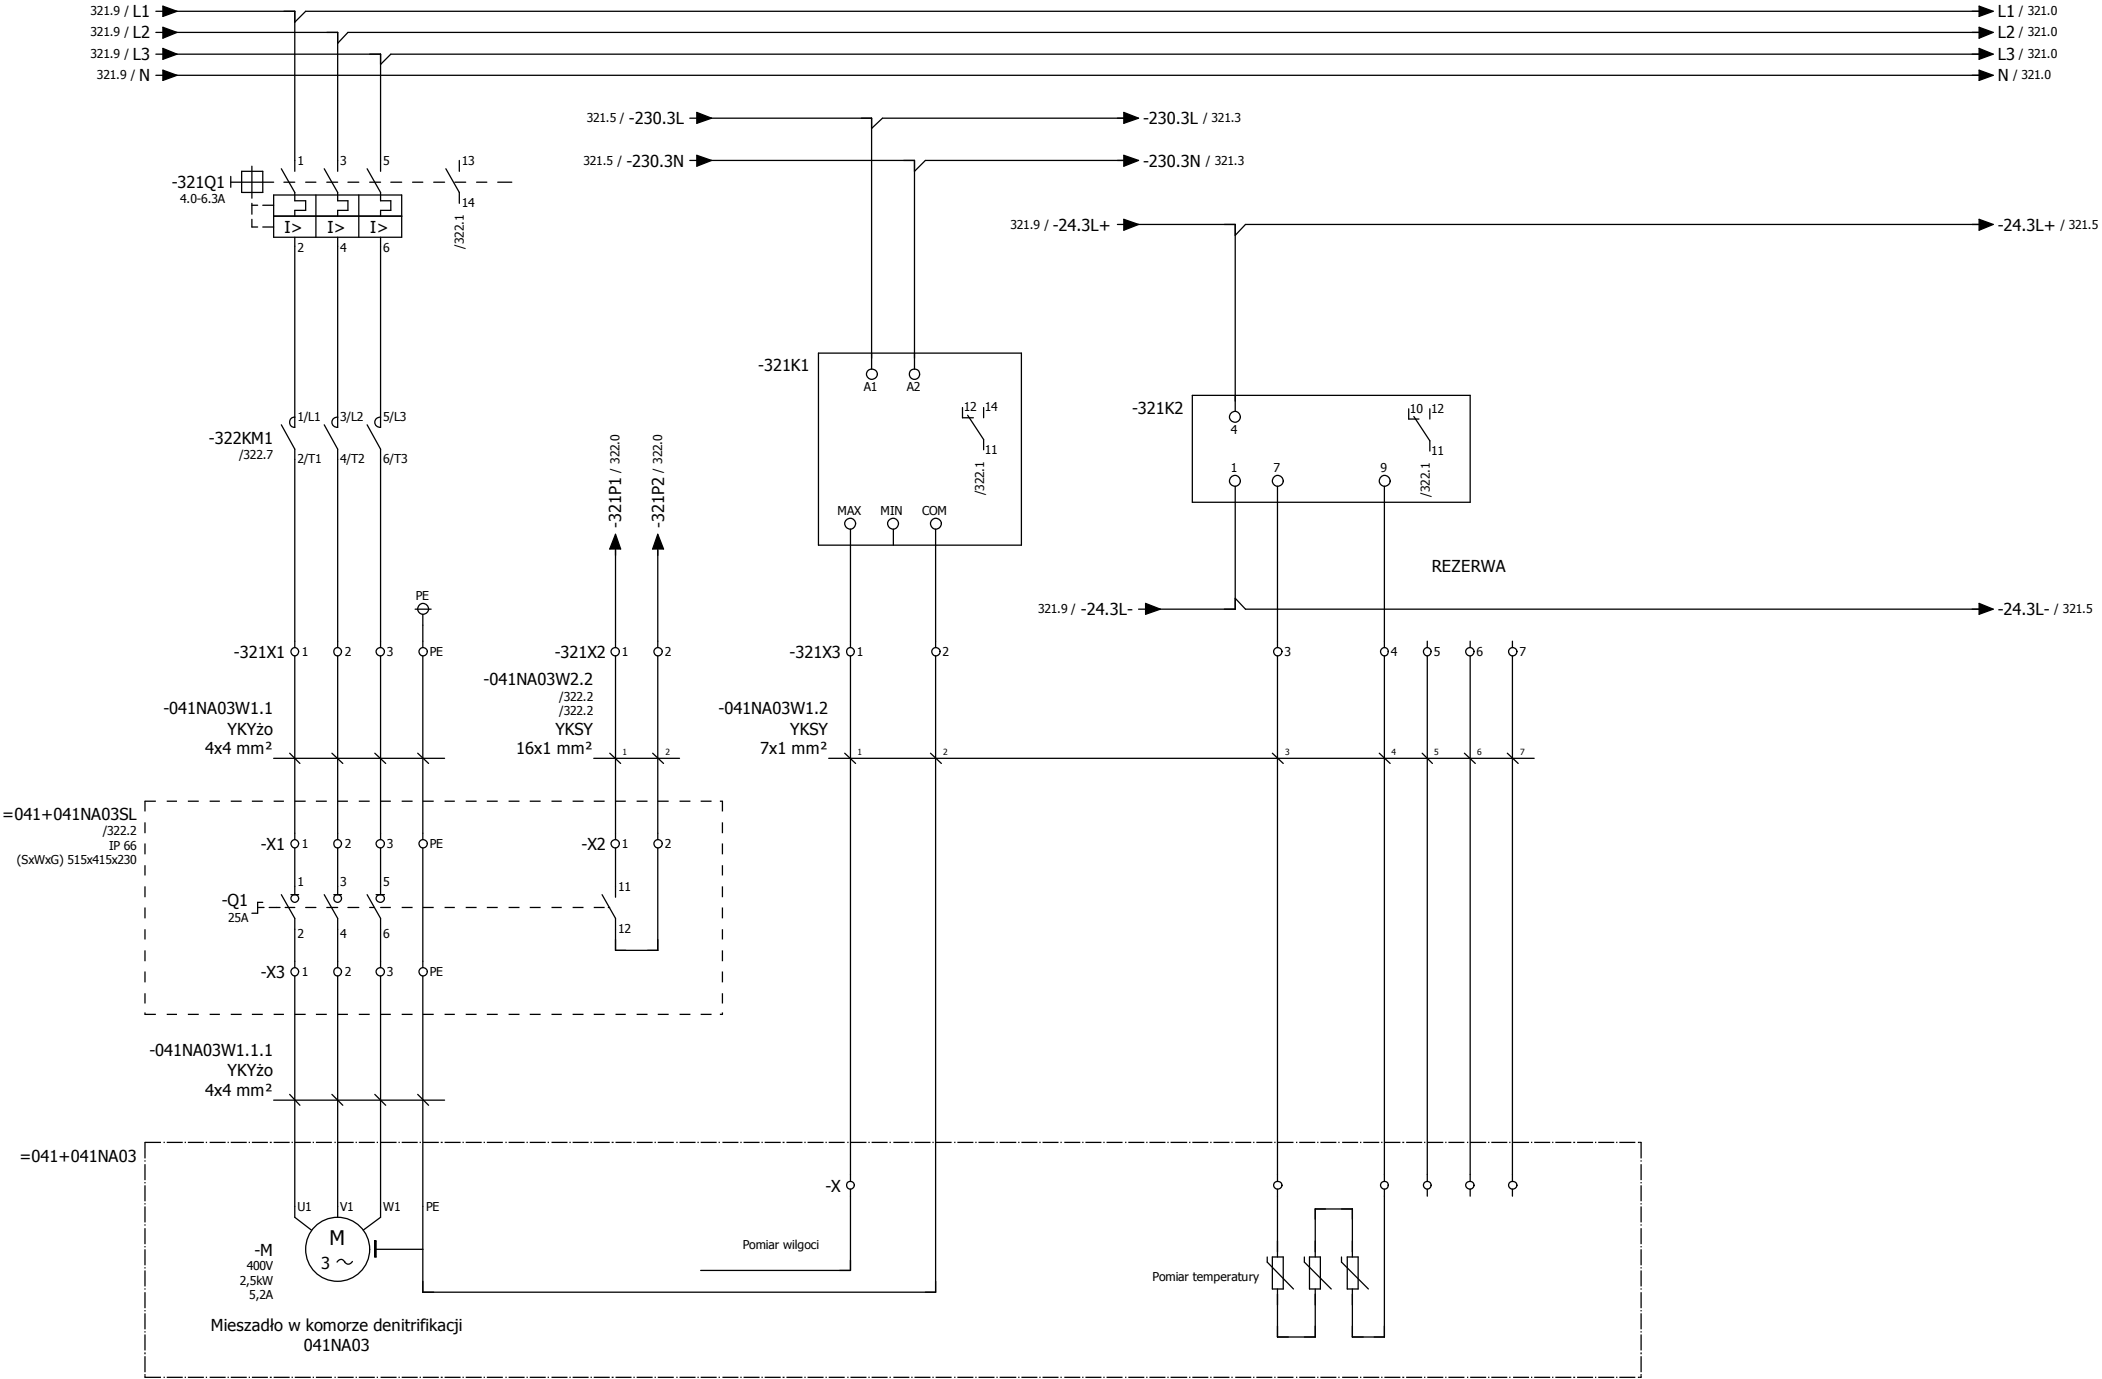 321.9 / L1
L1 / 321.0
321.9 / L2
L2 / 321.0
321.9 / L3
L3 / 321.0
321.9 / N
N / 321.0
321.5 / -230.3L
-230.3L / 321.3
321.5 / -230.3N
-230.3N / 321.3
-321Q1
4.0-6.3A
1
3
5
13
14
/322.1
I>
I>
I>
2
4
6
321.9 / -24.3L+
-24.3L+ / 321.5
-321K1
A1
A2
12
14
11
/322.1
MAX
MIN
COM
-321K2
4
10
12
11
/322.1
1
7
9
-322KM1
/322.7
1/L1
3/L2
5/L3
2/T1
4/T2
6/T3
-321P1 / 322.0
-321P2 / 322.0
REZERWA
321.9 / -24.3L-
-24.3L- / 321.5
PE
-321X1
1
2
3
PE
-321X2
1
2
-321X3
1
2
3
4
5
6
7
-041NA03W1.1
YKYżo
4x4 mm²
-041NA03W2.2
/322.2
/322.2
YKSY
16x1 mm²
1
2
-041NA03W1.2
YKSY
7x1 mm²
1
2
3
4
5
6
7
=041+041NA03SL
/322.2
IP 66
(SxWxG) 515x415x230
-X1
1
2
3
PE
-X2
1
2
-Q1
25A
1
3
5
2
4
6
11
12
-X3
1
2
3
PE
-041NA03W1.1.1
YKYżo
4x4 mm²
=041+041NA03
U1
V1
W1
PE
-X
-M
400V
2,5kW
5,2A
M
3 ~
Pomiar wilgoci
Pomiar temperatury
Mieszadło w komorze denitrifikacji
041NA03